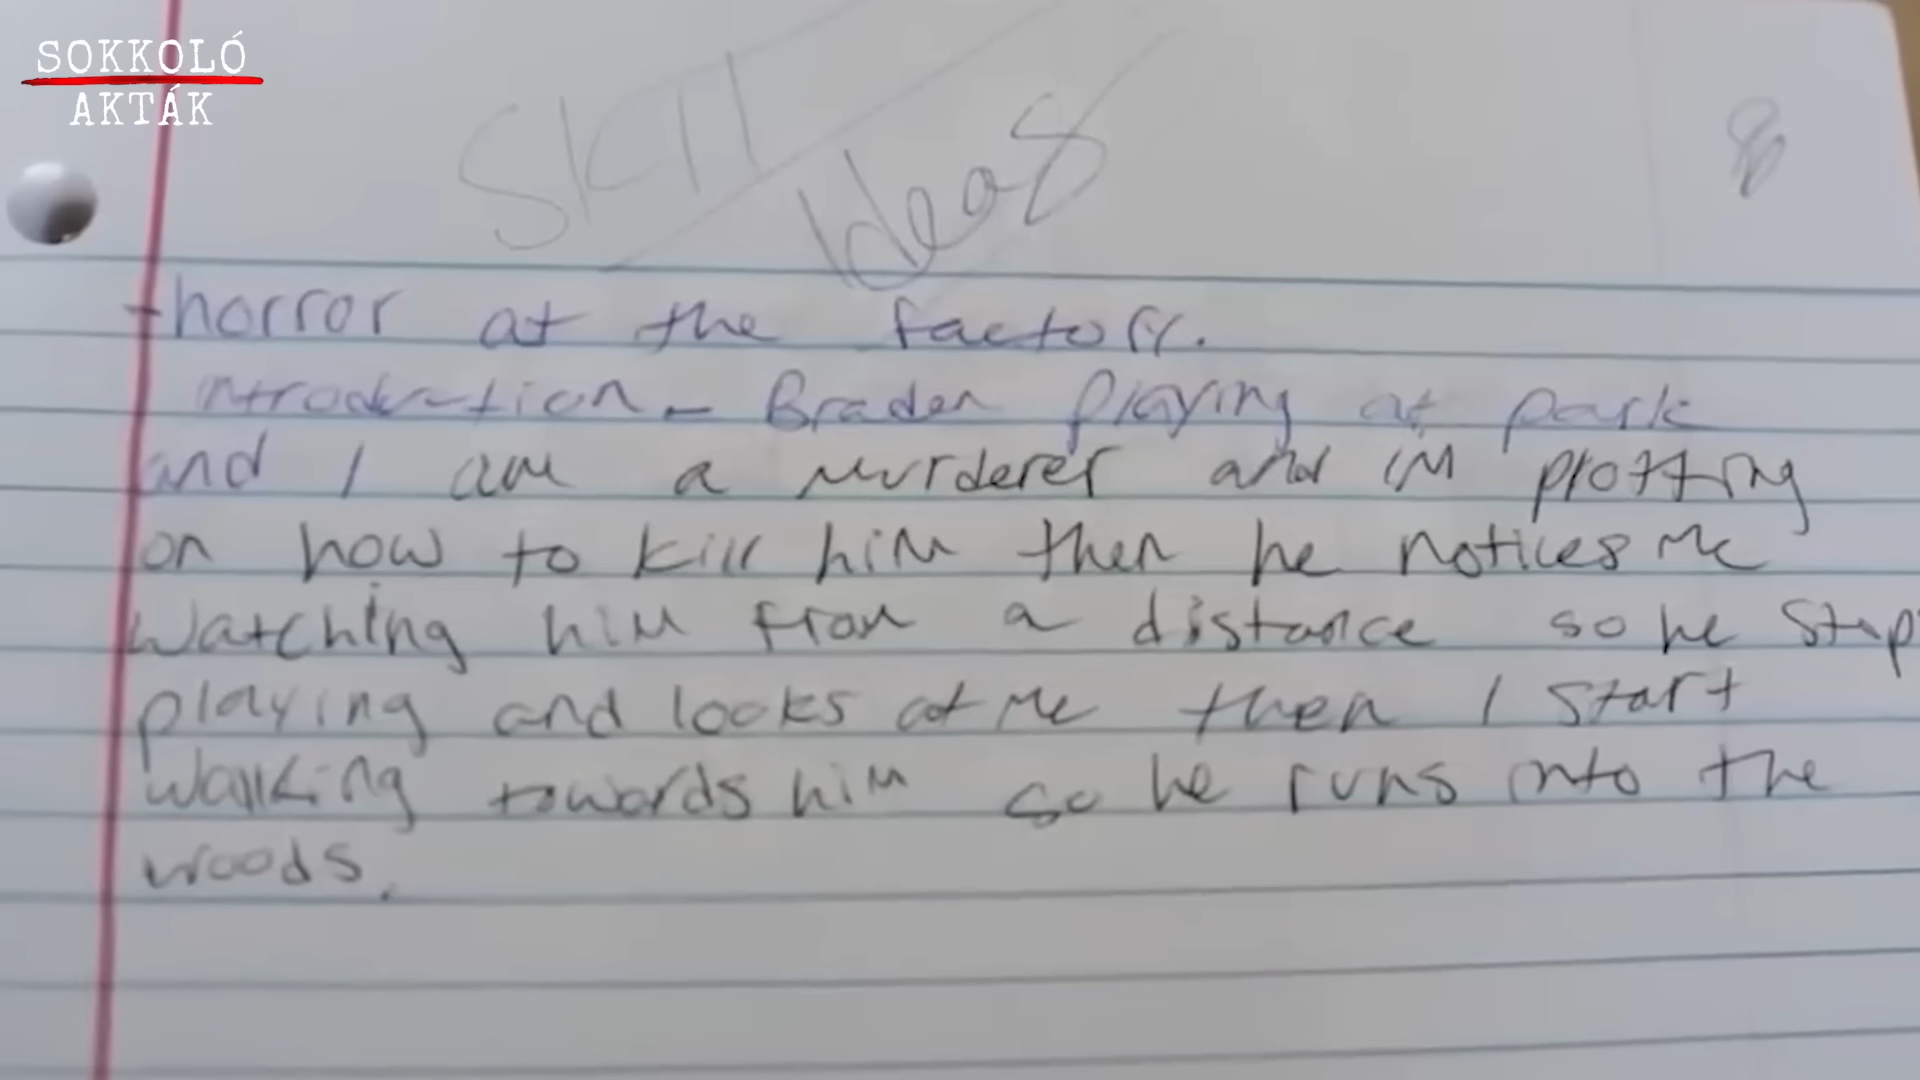 SOKKOLÓ
AKTÁK
SKIT
Ideas
8
-horror at the factory.
introduction - Braden playing at park
and I am a murderer and im plotting
on how to kill him then he notices me
watching him from a distance so he stop
playing and looks at me then I start
walking towards him so he runs into the
woods.